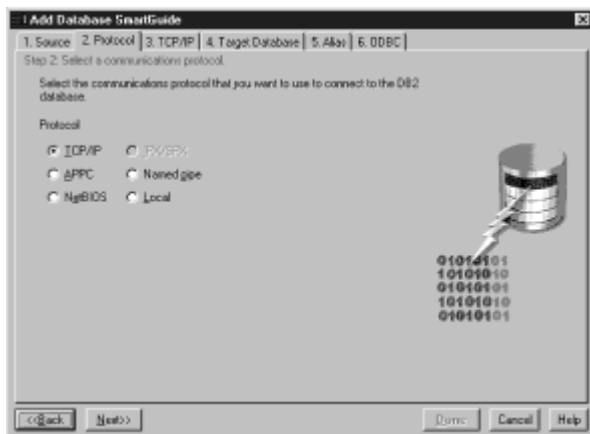 Add Database SmartGuide
1. Source 2. Protocol 3. TCP/IP 4. Target Database 5. Alias 6. ODBC
Step 2: Select a communications protocol.
Select the communications protocol that you want to use to connect to the DB2
database.
Protocol
TCP/IP IPX/SPX
APPC Named pipe
NetBIOS Local
01010101
10101010
01010101
10101010
01010101
<<Back Next>> Done Cancel Help